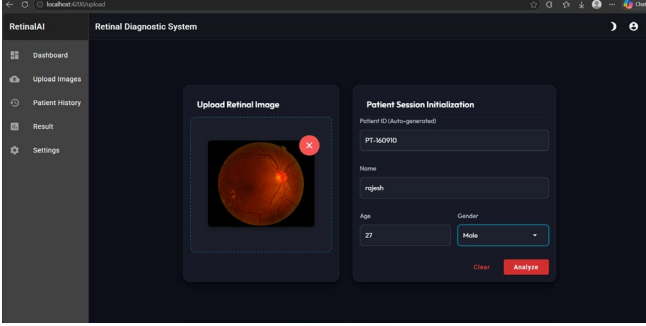 localhost:4200/upload
Chat
RetinalAI
Retinal Diagnostic System
Dashboard
Upload Images
Patient History
Result
Settings
Upload Retinal Image
Patient Session Initialization
Patient ID (Auto-generated)
PT-160910
Name
rajesh
Age
Gender
27
Male
Clear
Analyze